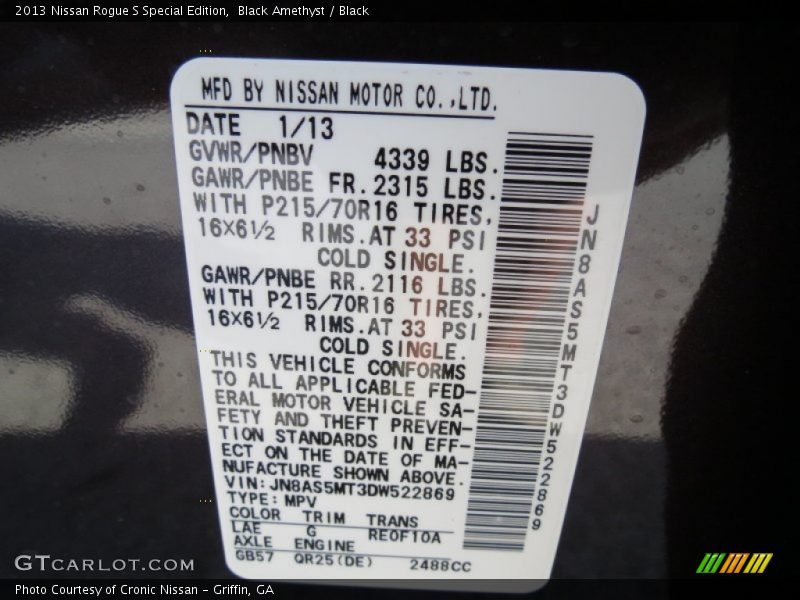 2013 Nissan Rogue S Special Edition,  Black Amethyst / Black
MFD BY NISSAN MOTOR CO.,LTD.
DATE 1/13
GVWR/PNBV 4339 LBS.
GAWR/PNBE FR. 2315 LBS.
WITH P215/70R16 TIRES,
16×6½ RIMS. AT 33 PSI
COLD SINGLE.
GAWR/PNBE RR. 2116 LBS.
WITH P215/70R16 TIRES,
16×6½ RIMS. AT 33 PSI
COLD SINGLE.
THIS VEHICLE CONFORMS
TO ALL APPLICABLE FED-
ERAL MOTOR VEHICLE SA-
FETY AND THEFT PREVEN-
TION STANDARDS IN EFF-
ECT ON THE DATE OF MA-
NUFACTURE SHOWN ABOVE.
VIN: JN8AS5MT3DW522869
TYPE: MPV
COLOR TRIM TRANS
LAE G RE0F10A
AXLE ENGINE
GB57 QR25(DE) 2488CC
JN8AS5MT3DW522869
GTCARLOT.COM
Photo Courtesy of Cronic Nissan - Griffin, GA